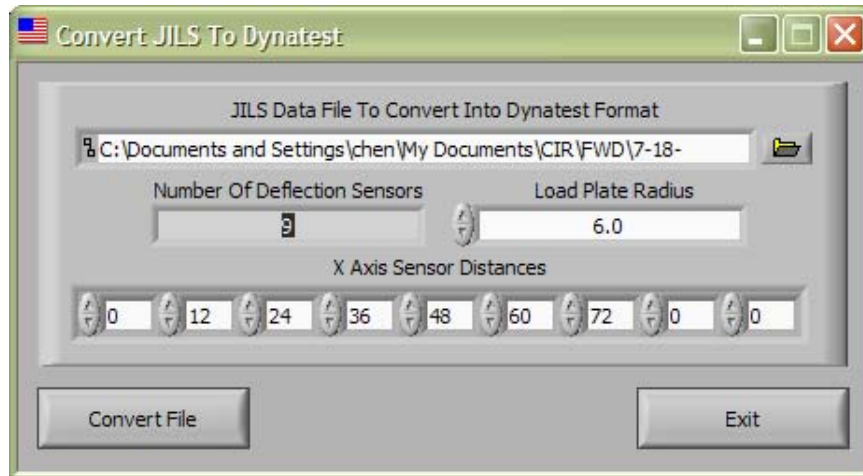 Convert JILS To Dynatest
JILS Data File To Convert Into Dynatest Format
C:\Documents and Settings\chen\My Documents\CIR\FWD\7-18-
Number Of Deflection Sensors Load Plate Radius
9 6.0
X Axis Sensor Distances
0 12 24 36 48 60 72 0 0
Convert File Exit